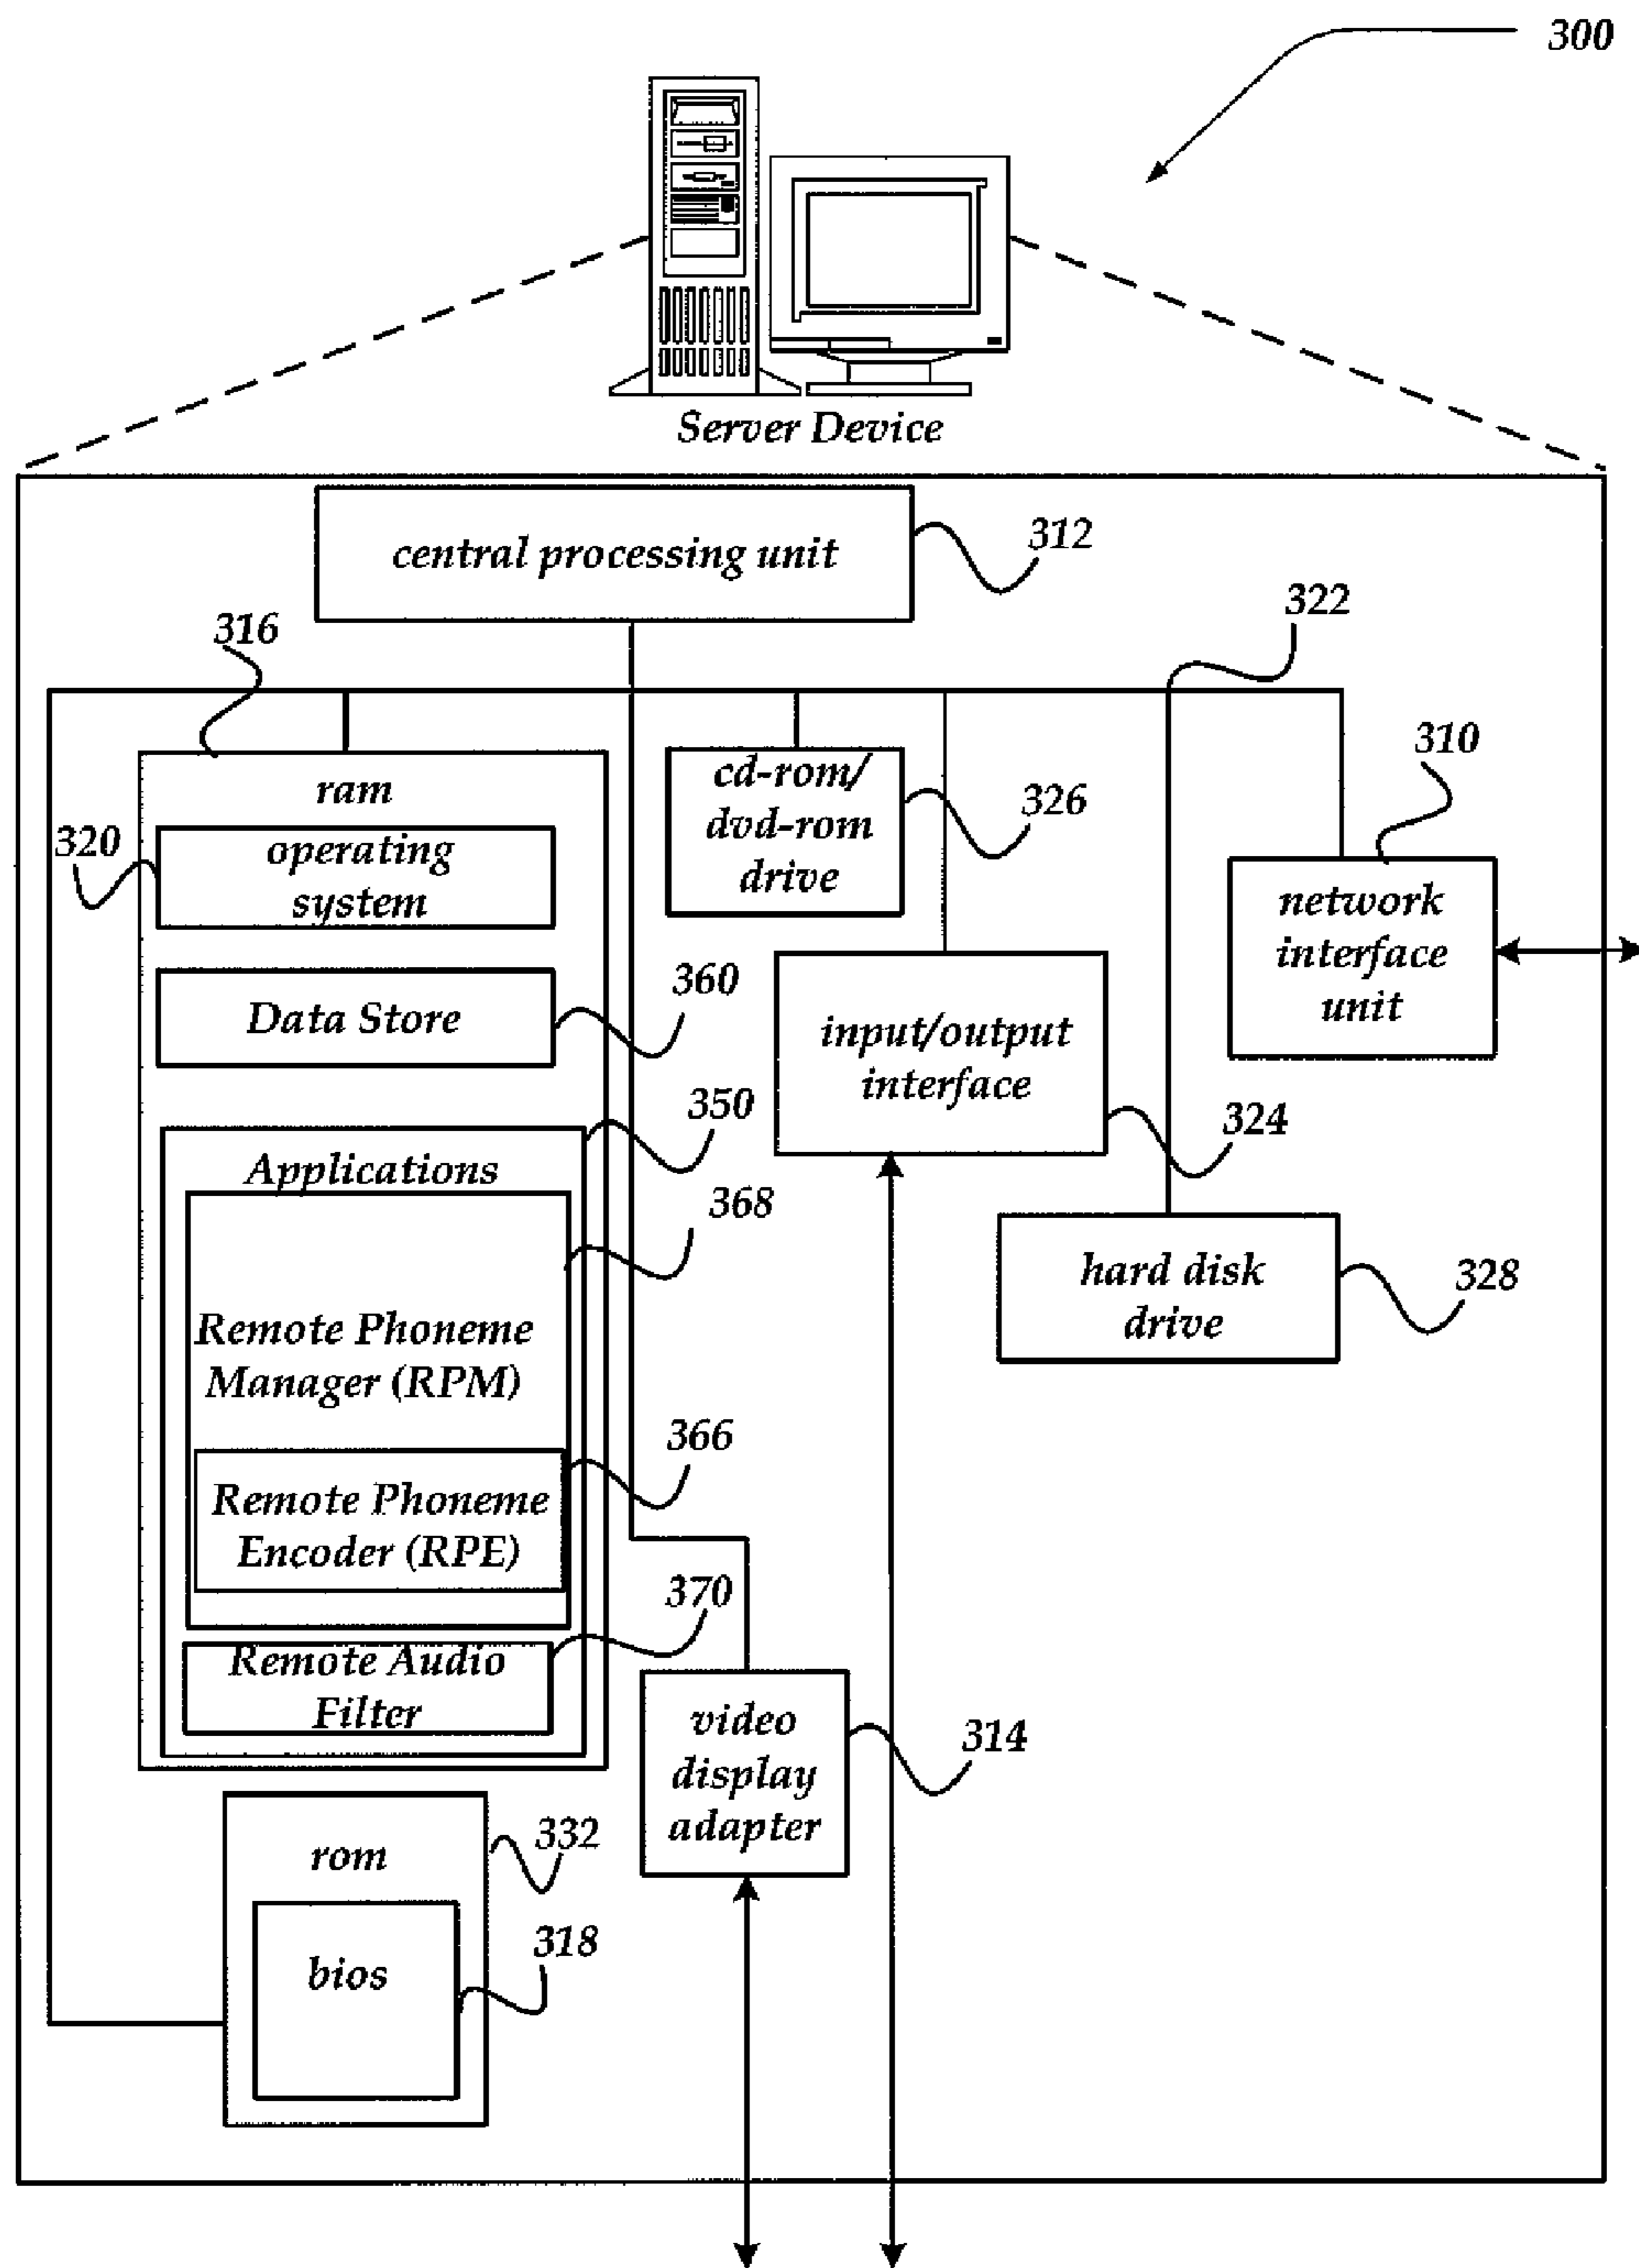 300
Server Device
central processing unit
312
322
316
310
ram
cd-rom/
dvd-rom
drive
326
320
operating
system
network
interface
unit
360
Data Store
input/output
interface
350
324
Applications
368
hard disk
drive
328
Remote Phoneme
Manager (RPM)
366
Remote Phoneme
Encoder (RPE)
370
Remote Audio
Filter
video
display
adapter
314
rom
332
bios
318